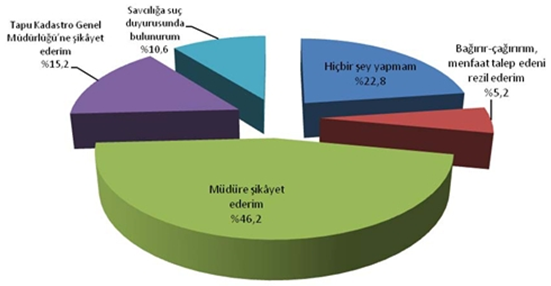 Tapu Kadastro Genel
Müdürlüğü'ne şikâyet
ederim
%15,2
Savcılığa suç
duyurusunda
bulunurum
%10,6
Hiçbir şey yapmam
%22,8
Bağırır-çağırırım,
menfaat talep edeni
rezil ederim
%5,2
Müdüre şikâyet
ederim
%46,2